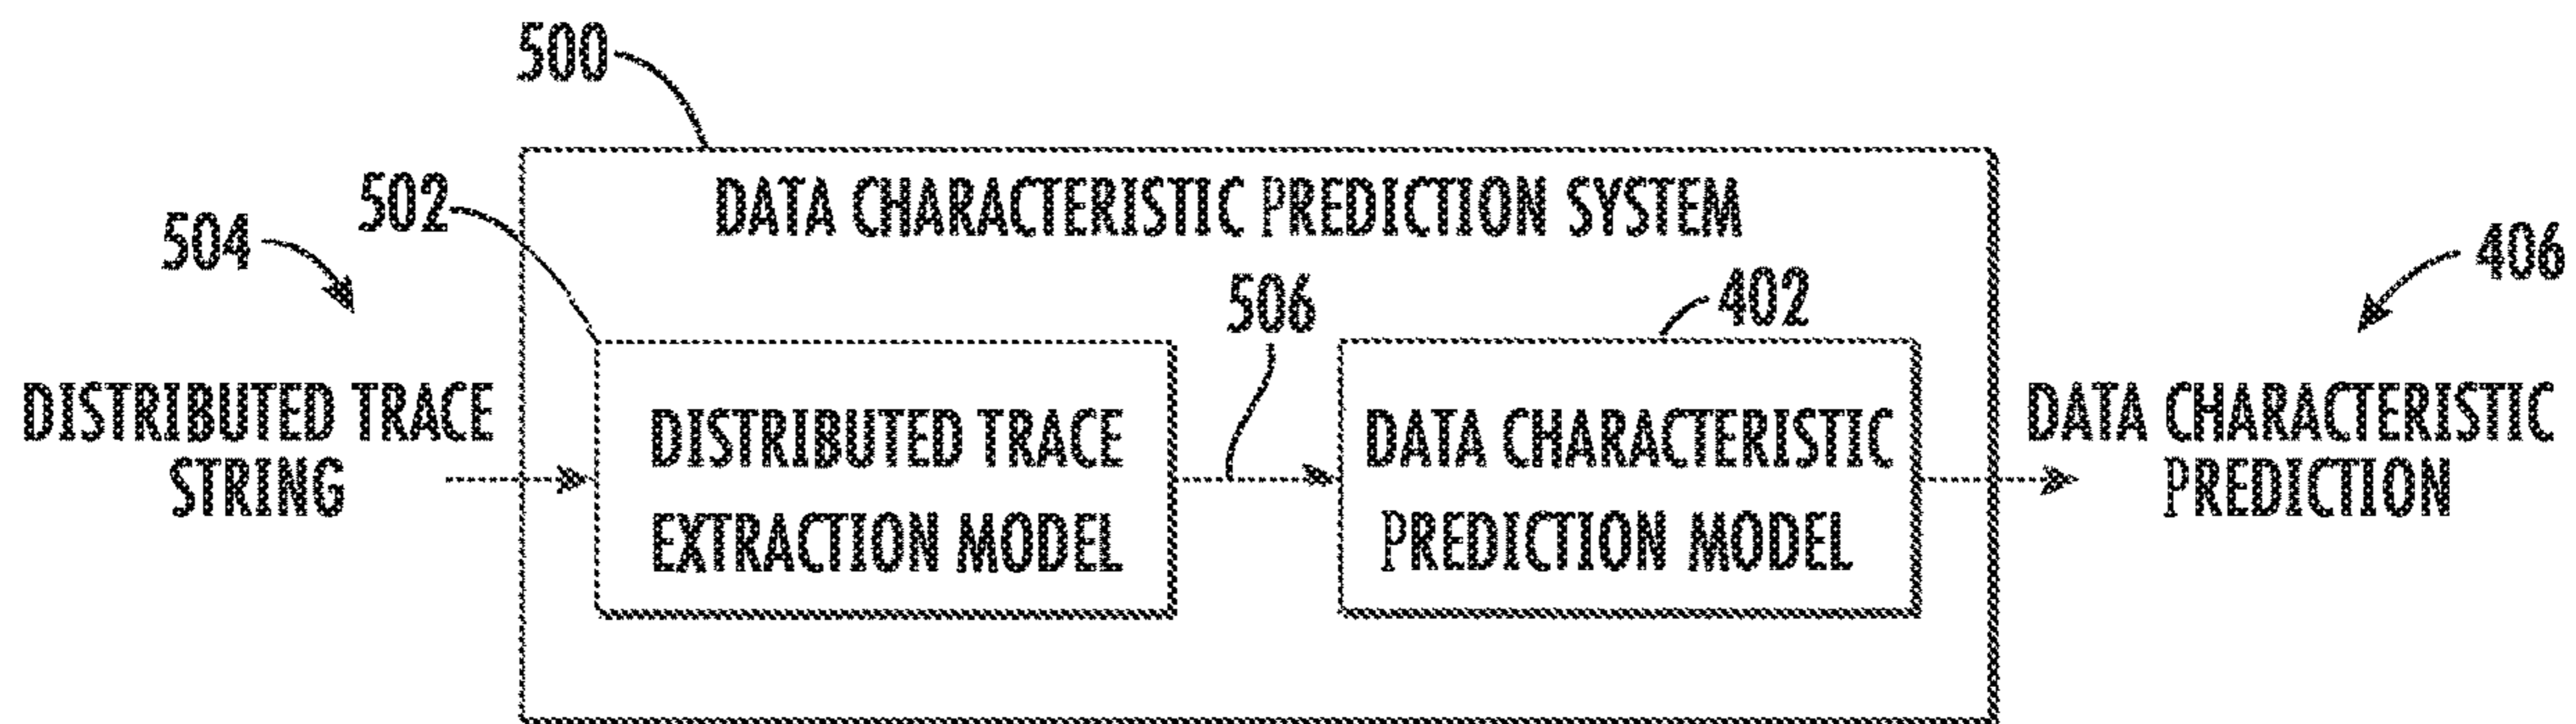 500
DATA CHARACTERISTIC PREDICTION SYSTEM
502
504
506
402
406
DISTRIBUTED TRACE
STRING
DISTRIBUTED TRACE
EXTRACTION MODEL
DATA CHARACTERISTIC
PREDICTION MODEL
DATA CHARACTERISTIC
PREDICTION